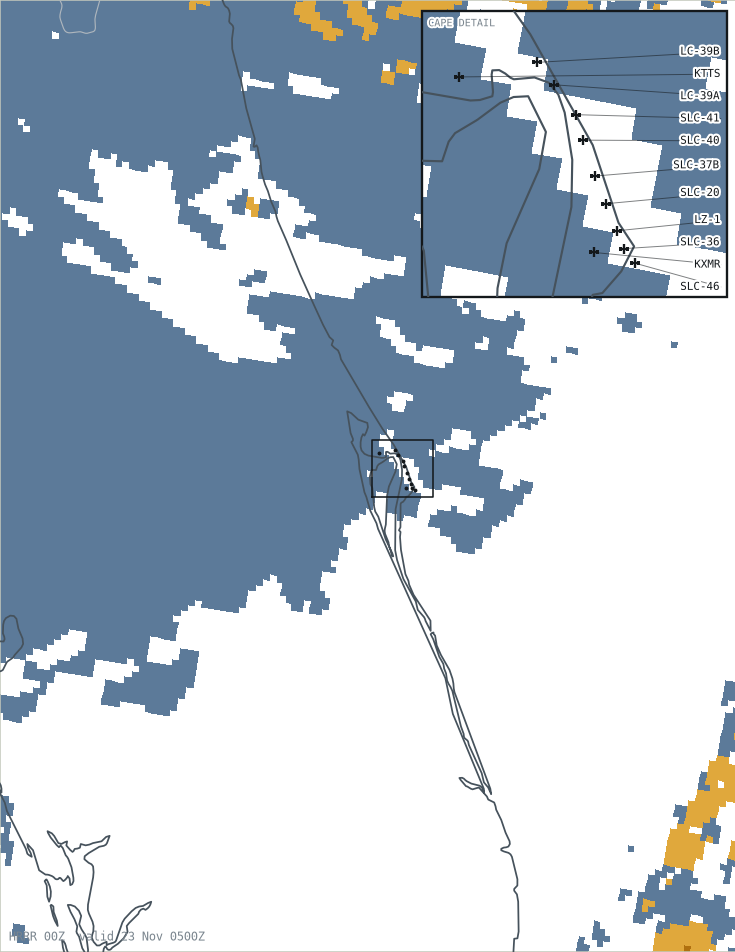 CAPE DETAIL
LC-39B
KTTS
LC-39A
SLC-41
SLC-40
SLC-37B
SLC-20
LZ-1
SLC-36
KXMR
SLC-46
HRRR 00Z  valid 23 Nov 0500Z